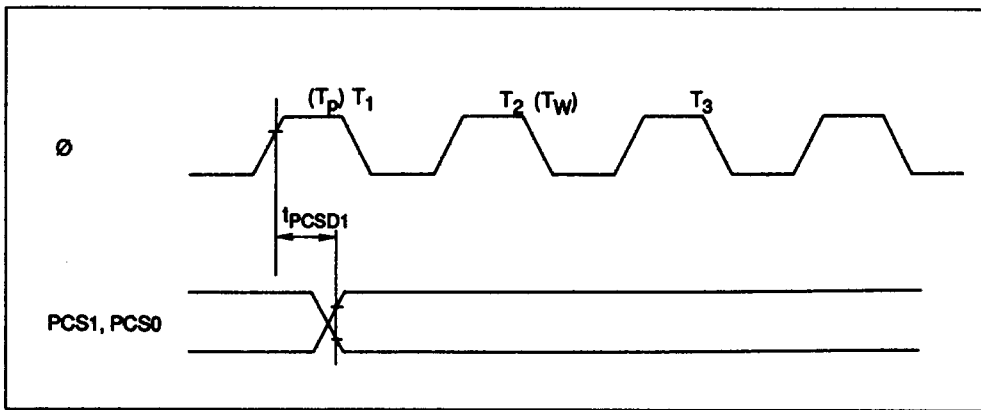 (Tp) T1 T2 (TW) T3
Ø
tPCSD1
PCS1, PCS0